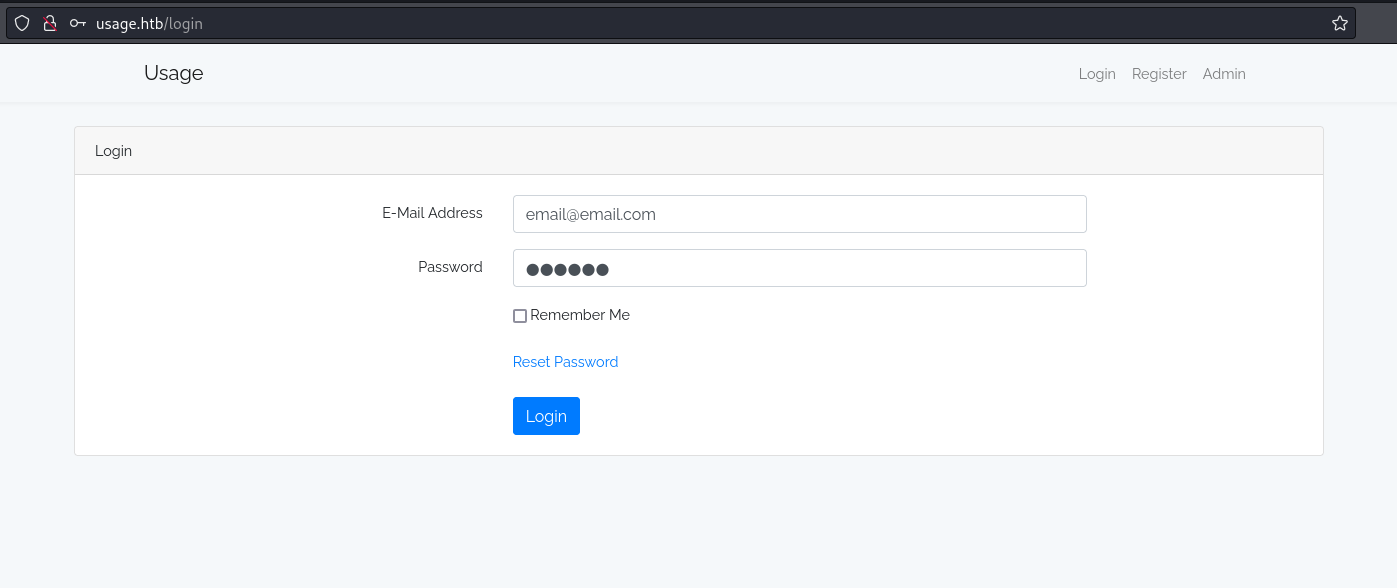 usage.htb/login
Usage Login Register Admin
Login
E-Mail Address email@email.com
Password ●●●●●●
Remember Me
Reset Password
Login